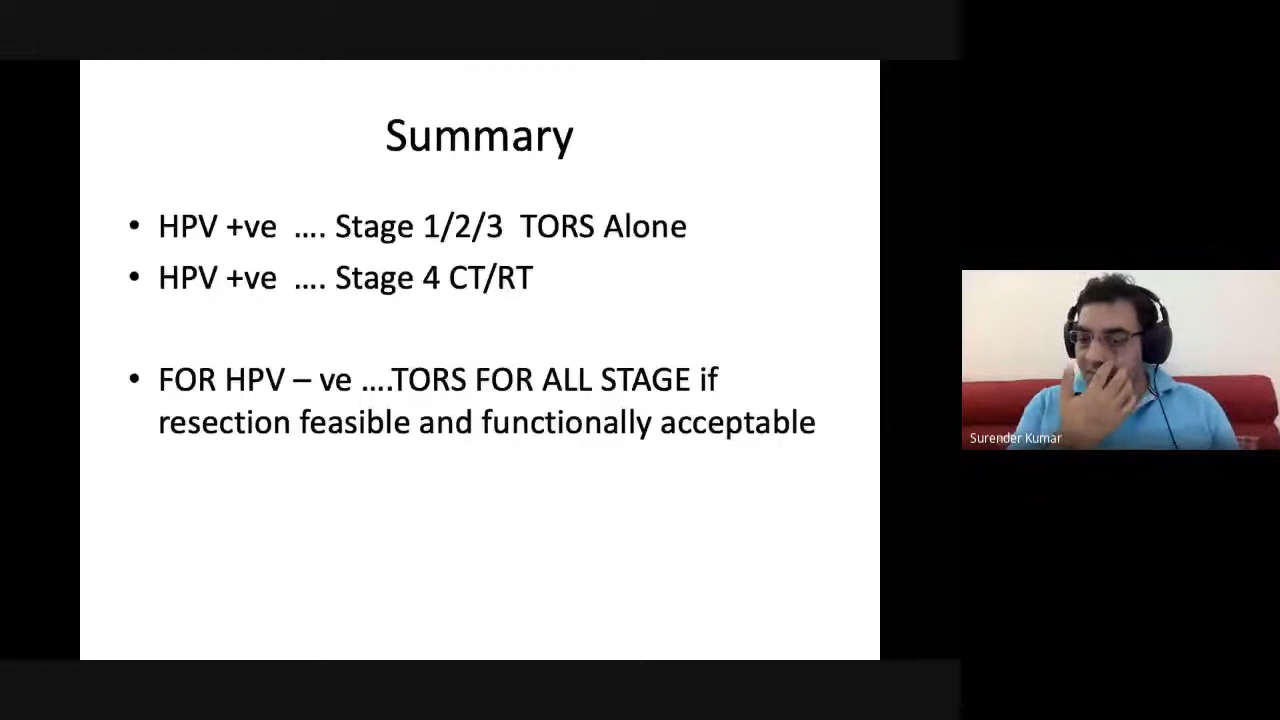 Summary
• HPV +ve …. Stage 1/2/3  TORS Alone
• HPV +ve …. Stage 4 CT/RT
• FOR HPV – ve ….TORS FOR ALL STAGE if
resection feasible and functionally acceptable
Surender Kumar